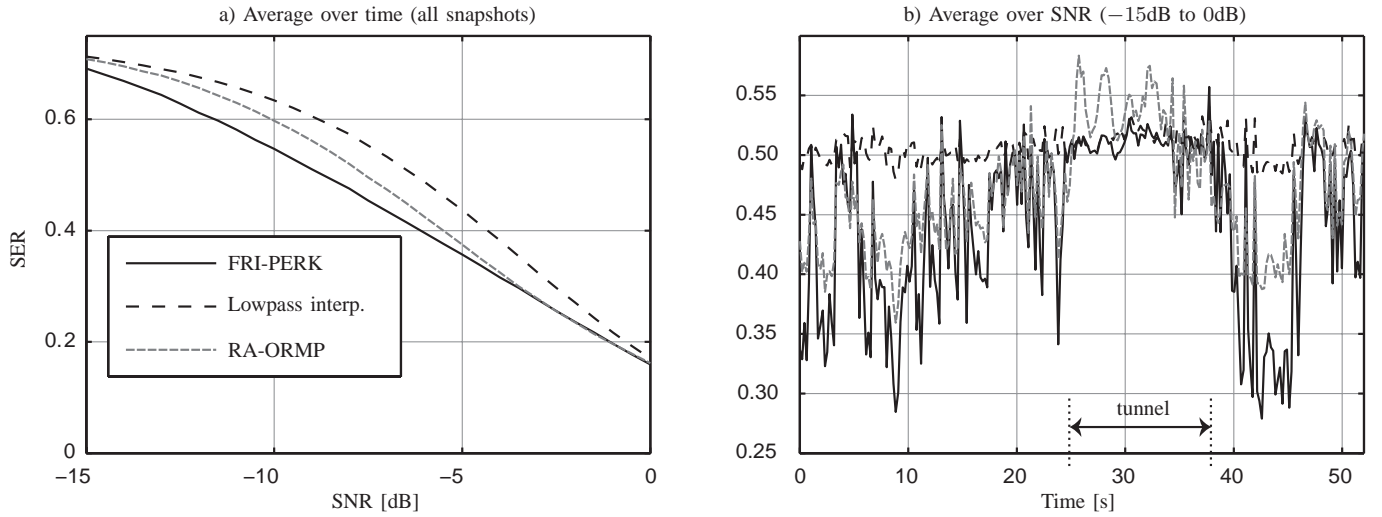 a) Average over time (all snapshots)
0.6
0.4
0.2
0
SER
FRI-PERK
Lowpass interp.
RA-ORMP
−15
−10
−5
0
SNR [dB]
b) Average over SNR (−15dB to 0dB)
0.55
0.50
0.45
0.40
0.35
0.30
0.25
tunnel
0
10
20
30
40
50
Time [s]